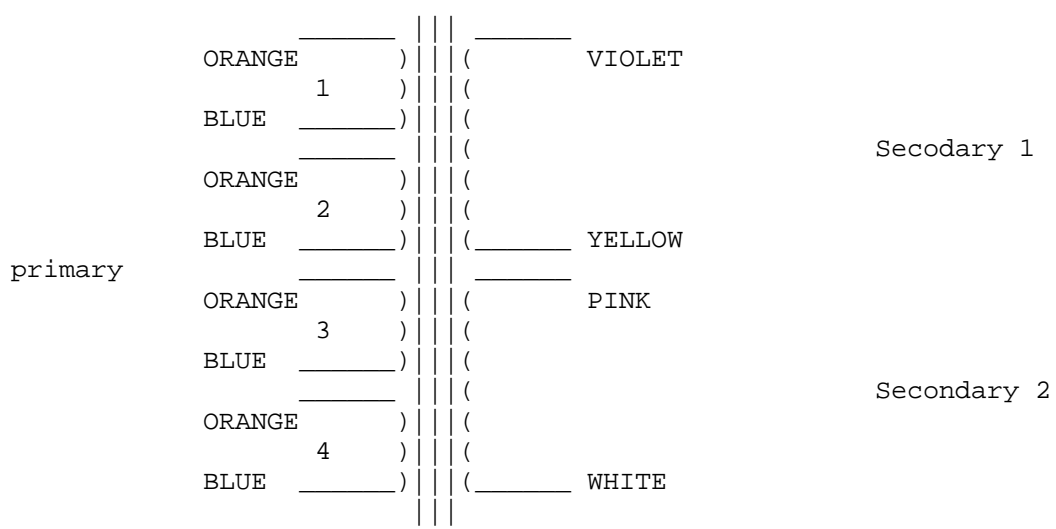 ORANGE VIOLET
1
BLUE
Secodary 1
ORANGE
2
BLUE YELLOW
primary
ORANGE PINK
3
BLUE
Secondary 2
ORANGE
4
BLUE WHITE